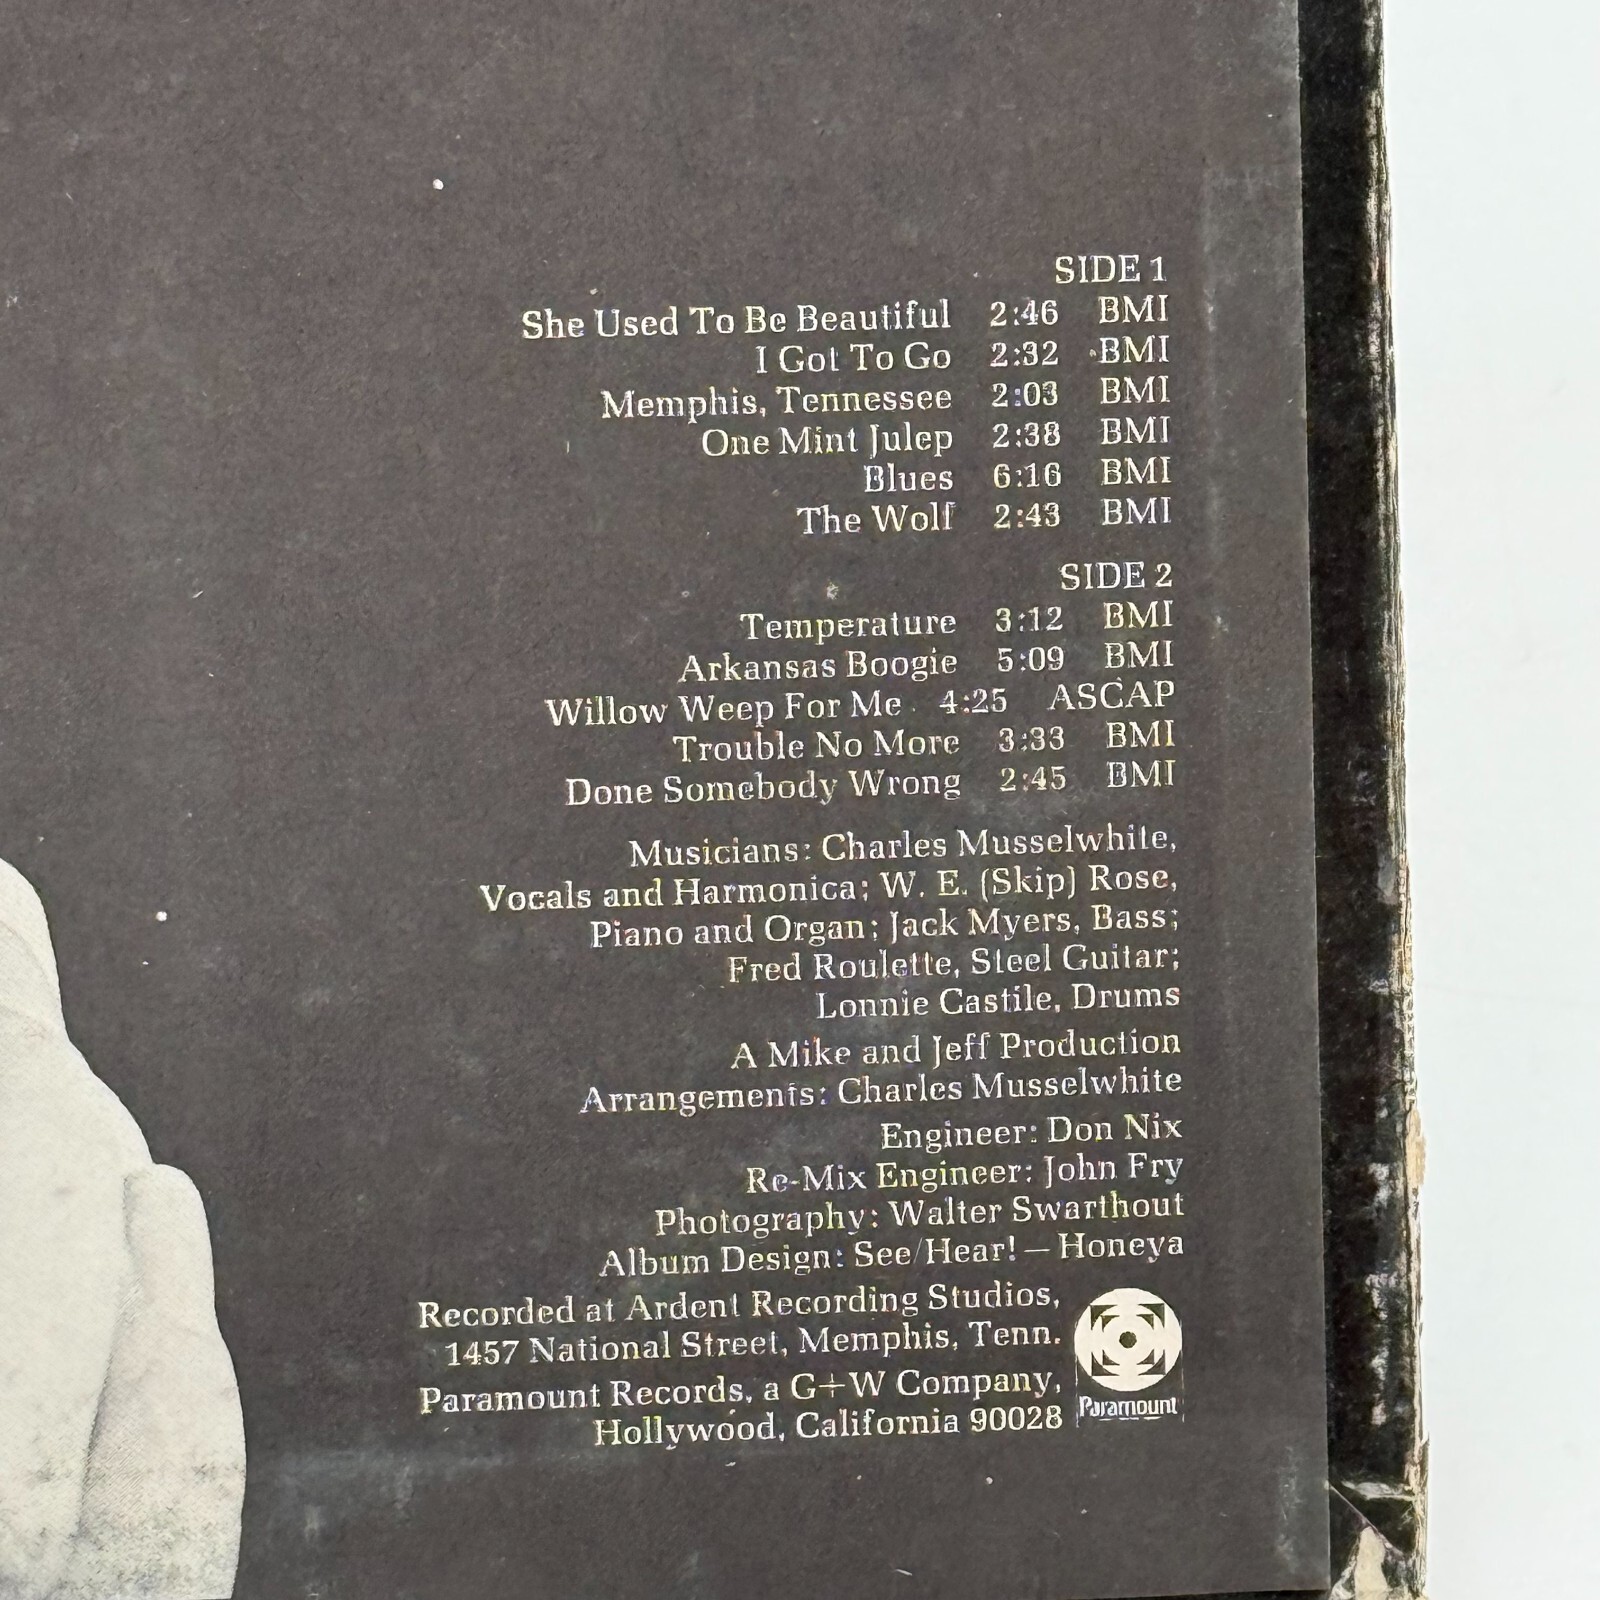 SIDE 1
She Used To Be Beautiful 2:46 BMI
I Got To Go 2:32 BMI
Memphis, Tennessee 2:03 BMI
One Mint Julep 2:38 BMI
Blues 6:16 BMI
The Wolf 2:43 BMI
SIDE 2
Temperature 3:12 BMI
Arkansas Boogie 5:09 BMI
Willow Weep For Me 4:25 ASCAP
Trouble No More 3:33 BMI
Done Somebody Wrong 2:45 BMI
Musicians: Charles Musselwhite,
Vocals and Harmonica; W. E. (Skip) Rose,
Piano and Organ; Jack Myers, Bass;
Fred Roulette, Steel Guitar;
Lonnie Castile, Drums
A Mike and Jeff Production
Arrangements: Charles Musselwhite
Engineer: Don Nix
Re-Mix Engineer: John Fry
Photography: Walter Swarthout
Album Design: See/Hear! — Honeya
Recorded at Ardent Recording Studios,
1457 National Street, Memphis, Tenn.
Paramount Records, a G+W Company,
Hollywood, California 90028
Paramount